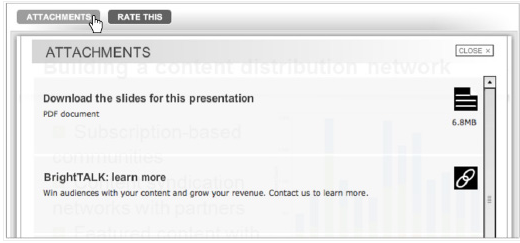 ATTACHMENTS RATE THIS
ATTACHMENTS CLOSE ×
Building a content distribution network
Download the slides for this presentation
PDF document
6.8MB
Subscription-based
communities
BrightTALK: learn more
Win audiences with your content and grow your revenue. Contact us to learn more.
networks with partners
Featured content with